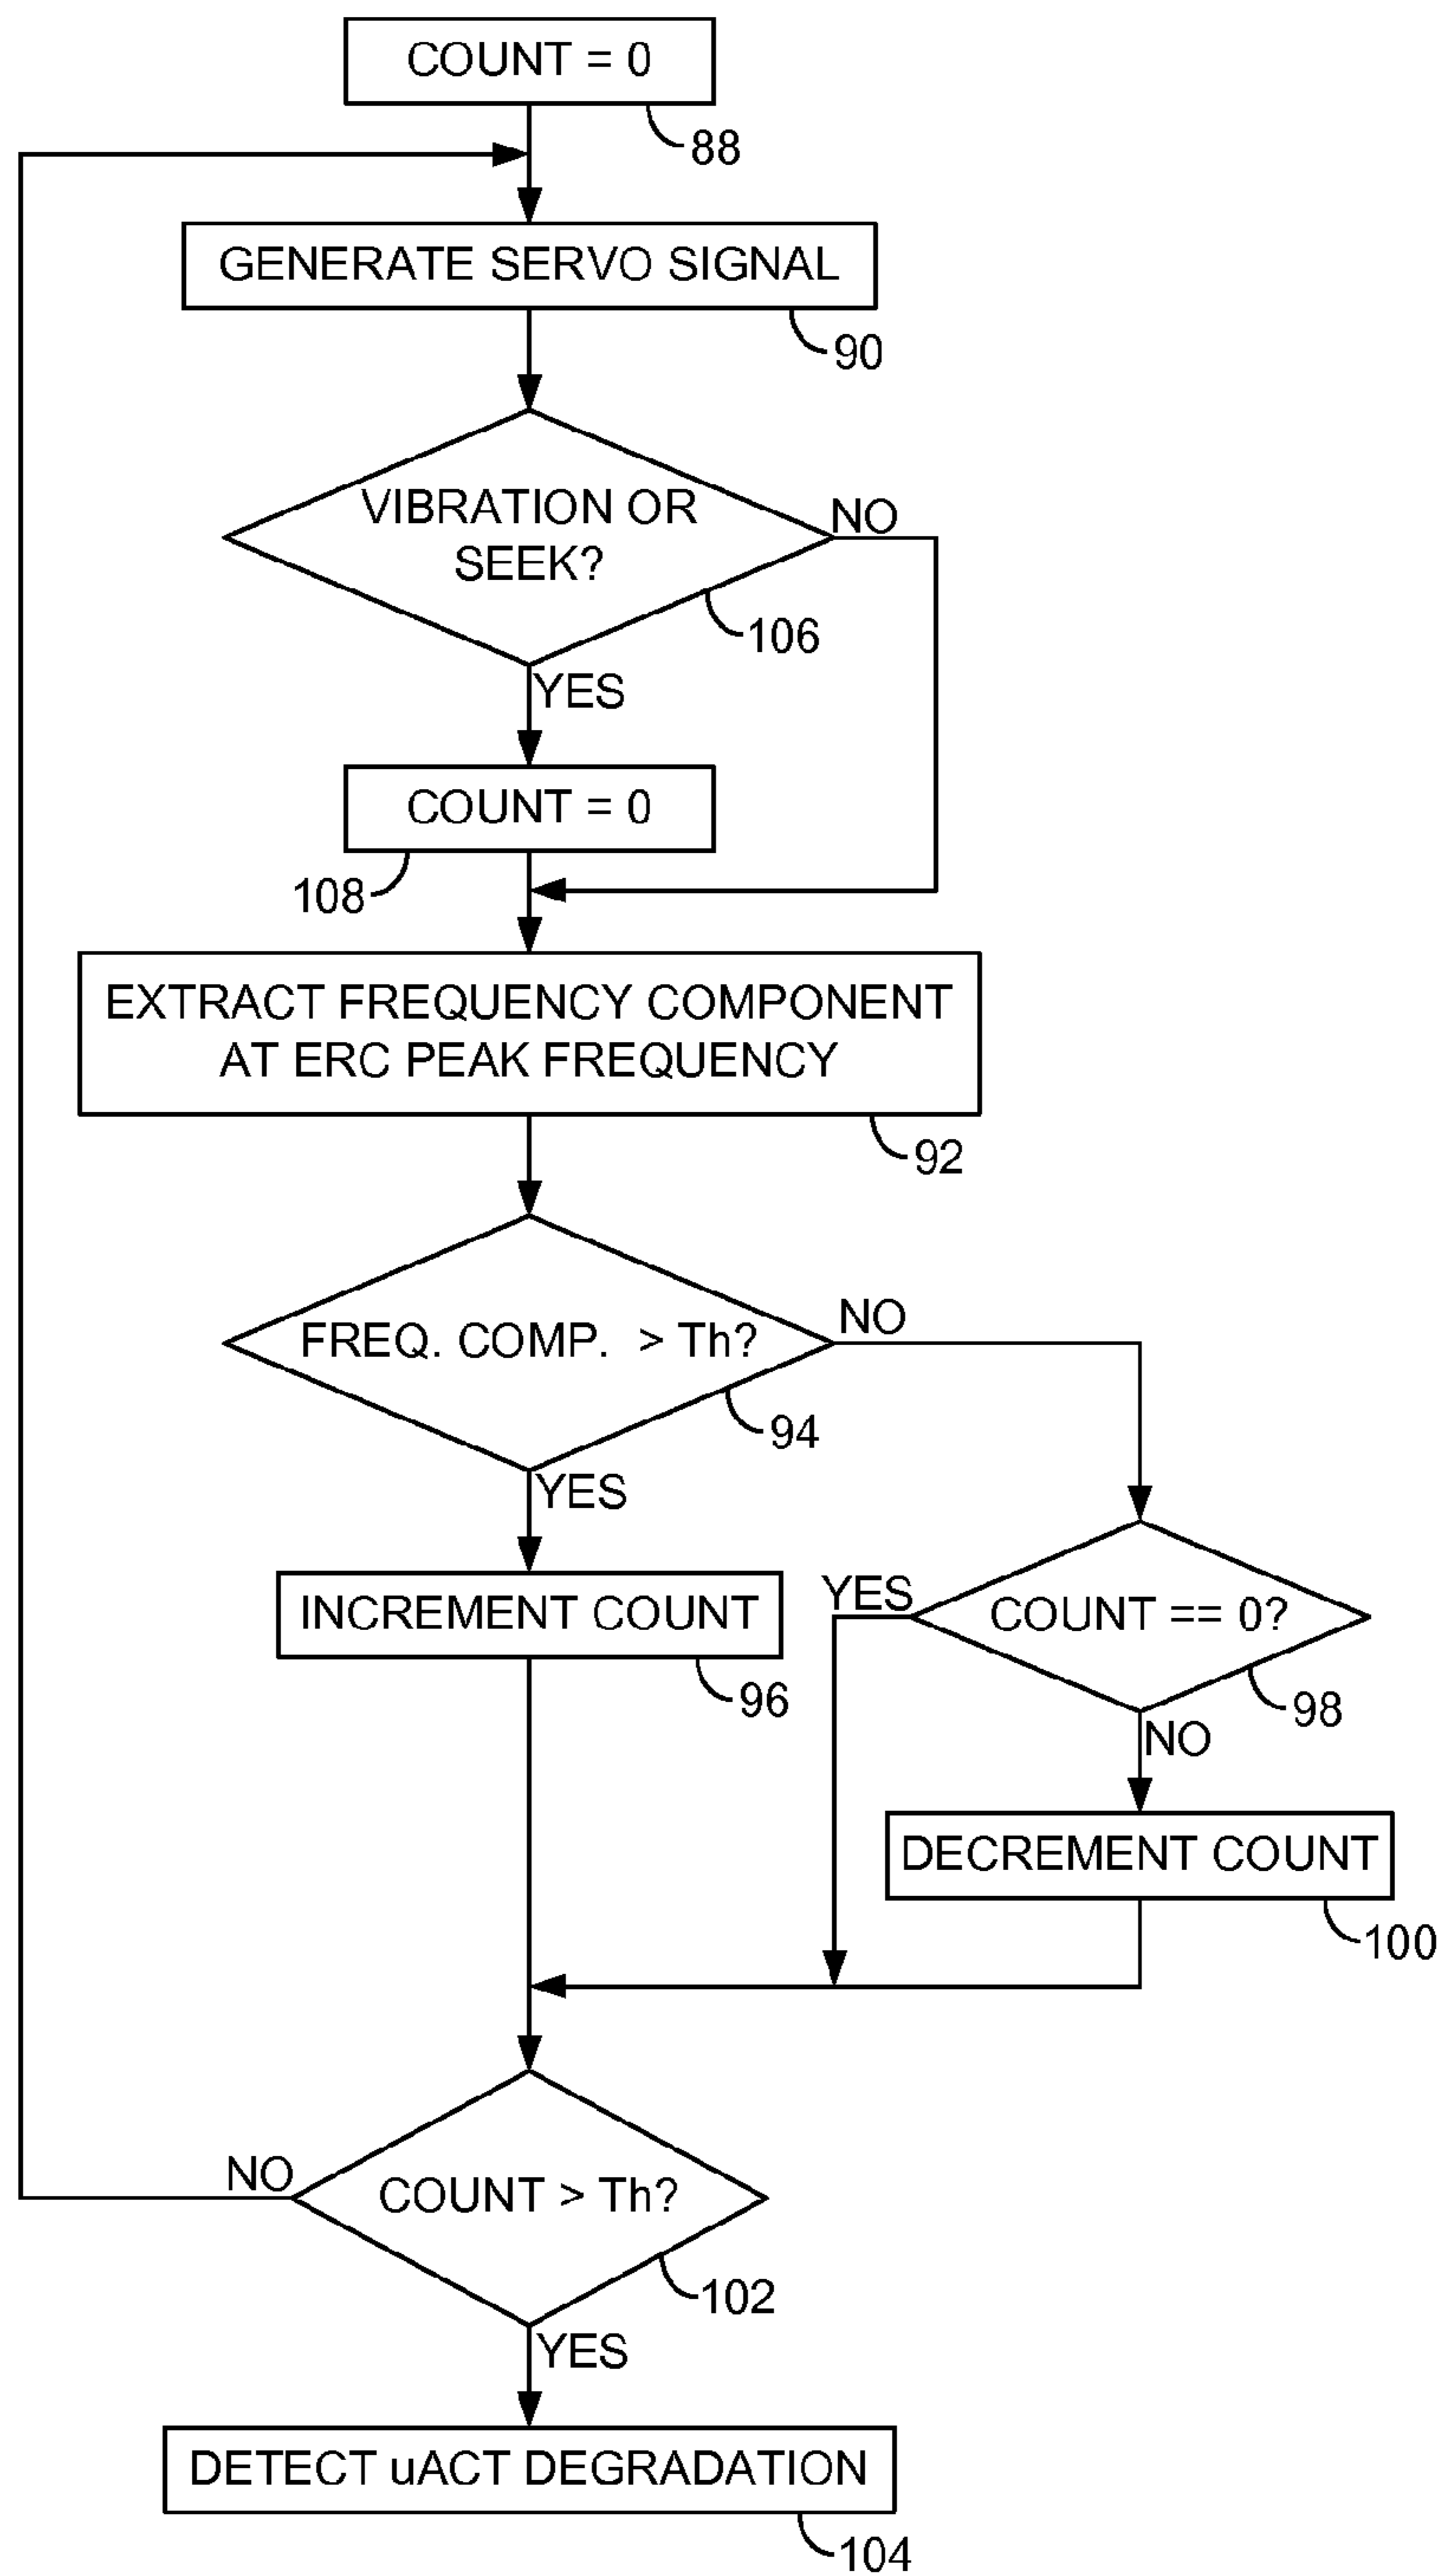 COUNT = 0
88
GENERATE SERVO SIGNAL
90
VIBRATION OR
SEEK?
NO
106
YES
COUNT = 0
108
EXTRACT FREQUENCY COMPONENT
AT ERC PEAK FREQUENCY
92
FREQ. COMP. > Th?
NO
94
YES
INCREMENT COUNT
96
YES
COUNT == 0?
98
NO
DECREMENT COUNT
100
NO
COUNT > Th?
102
YES
DETECT uACT DEGRADATION
104